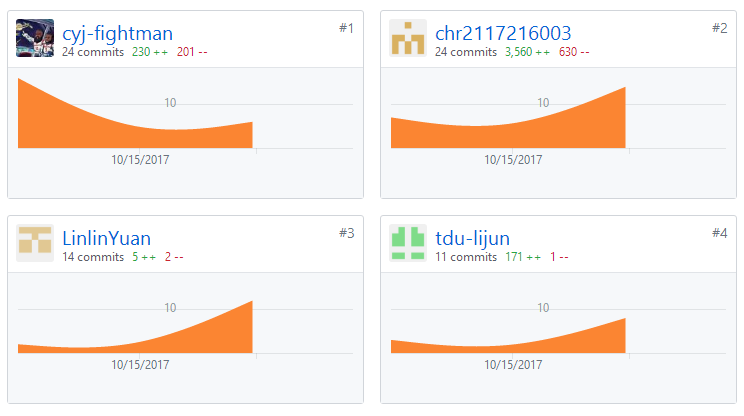 cyj-fightman #1
24 commits 230 ++ 201 --
10
10/15/2017
chr2117216003 #2
24 commits 3,560 ++ 630 --
10
10/15/2017
LinlinYuan #3
14 commits 5 ++ 2 --
10
10/15/2017
tdu-lijun #4
11 commits 171 ++ 1 --
10
10/15/2017